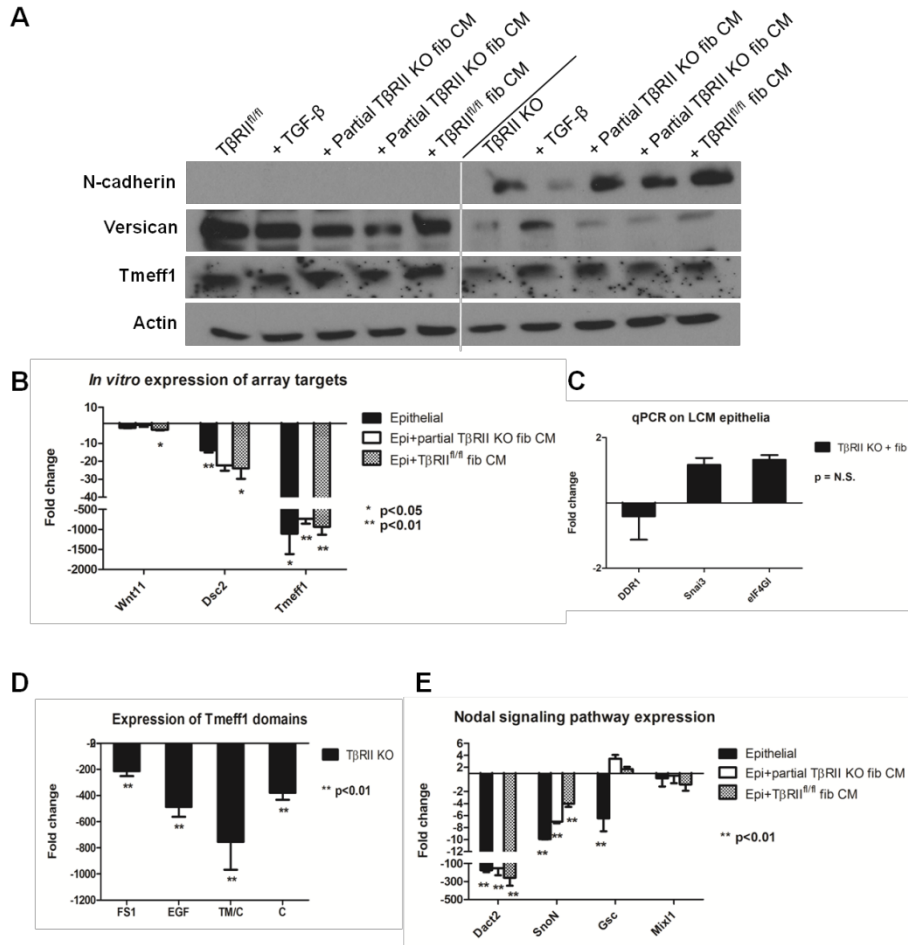 A
TβRII^fl/fl
+ TGF-β
+ Partial TβRII KO fib CM
+ Partial TβRII KO fib CM
+ TβRII^fl/fl fib CM
TβRII KO
+ TGF-β
+ Partial TβRII KO fib CM
+ Partial TβRII KO fib CM
+ TβRII^fl/fl fib CM
N-cadherin
Versican
Tmeff1
Actin
B
In vitro expression of array targets
Fold change
10
0
-10
-20
-30
-40
-500
-1000
-1500
-2000
Wnt11
Dsc2
Tmeff1
*
**
*
*
**
**
Epithelial
Epi+partial TβRII KO fib CM
Epi+TβRII^fl/fl fib CM
* p<0.05
** p<0.01
C
qPCR on LCM epithelia
Fold change
2
-2
DDR1
Snai3
eIF4GI
TβRII KO + fib
p = N.S.
D
Expression of Tmeff1 domains
Fold change
-200
-400
-600
-800
-1000
-1200
FS1
EGF
TM/C
C
**
**
**
**
TβRII KO
** p<0.01
E
Nodal signaling pathway expression
Fold change
6
4
1
-2
-4
-6
-8
-10
-12
-100
-300
-500
Dact2
SnoN
Gsc
Mixl1
** ** **
** ** **
**
Epithelial
Epi+partial TβRII KO fib CM
Epi+TβRII^fl/fl fib CM
** p<0.01